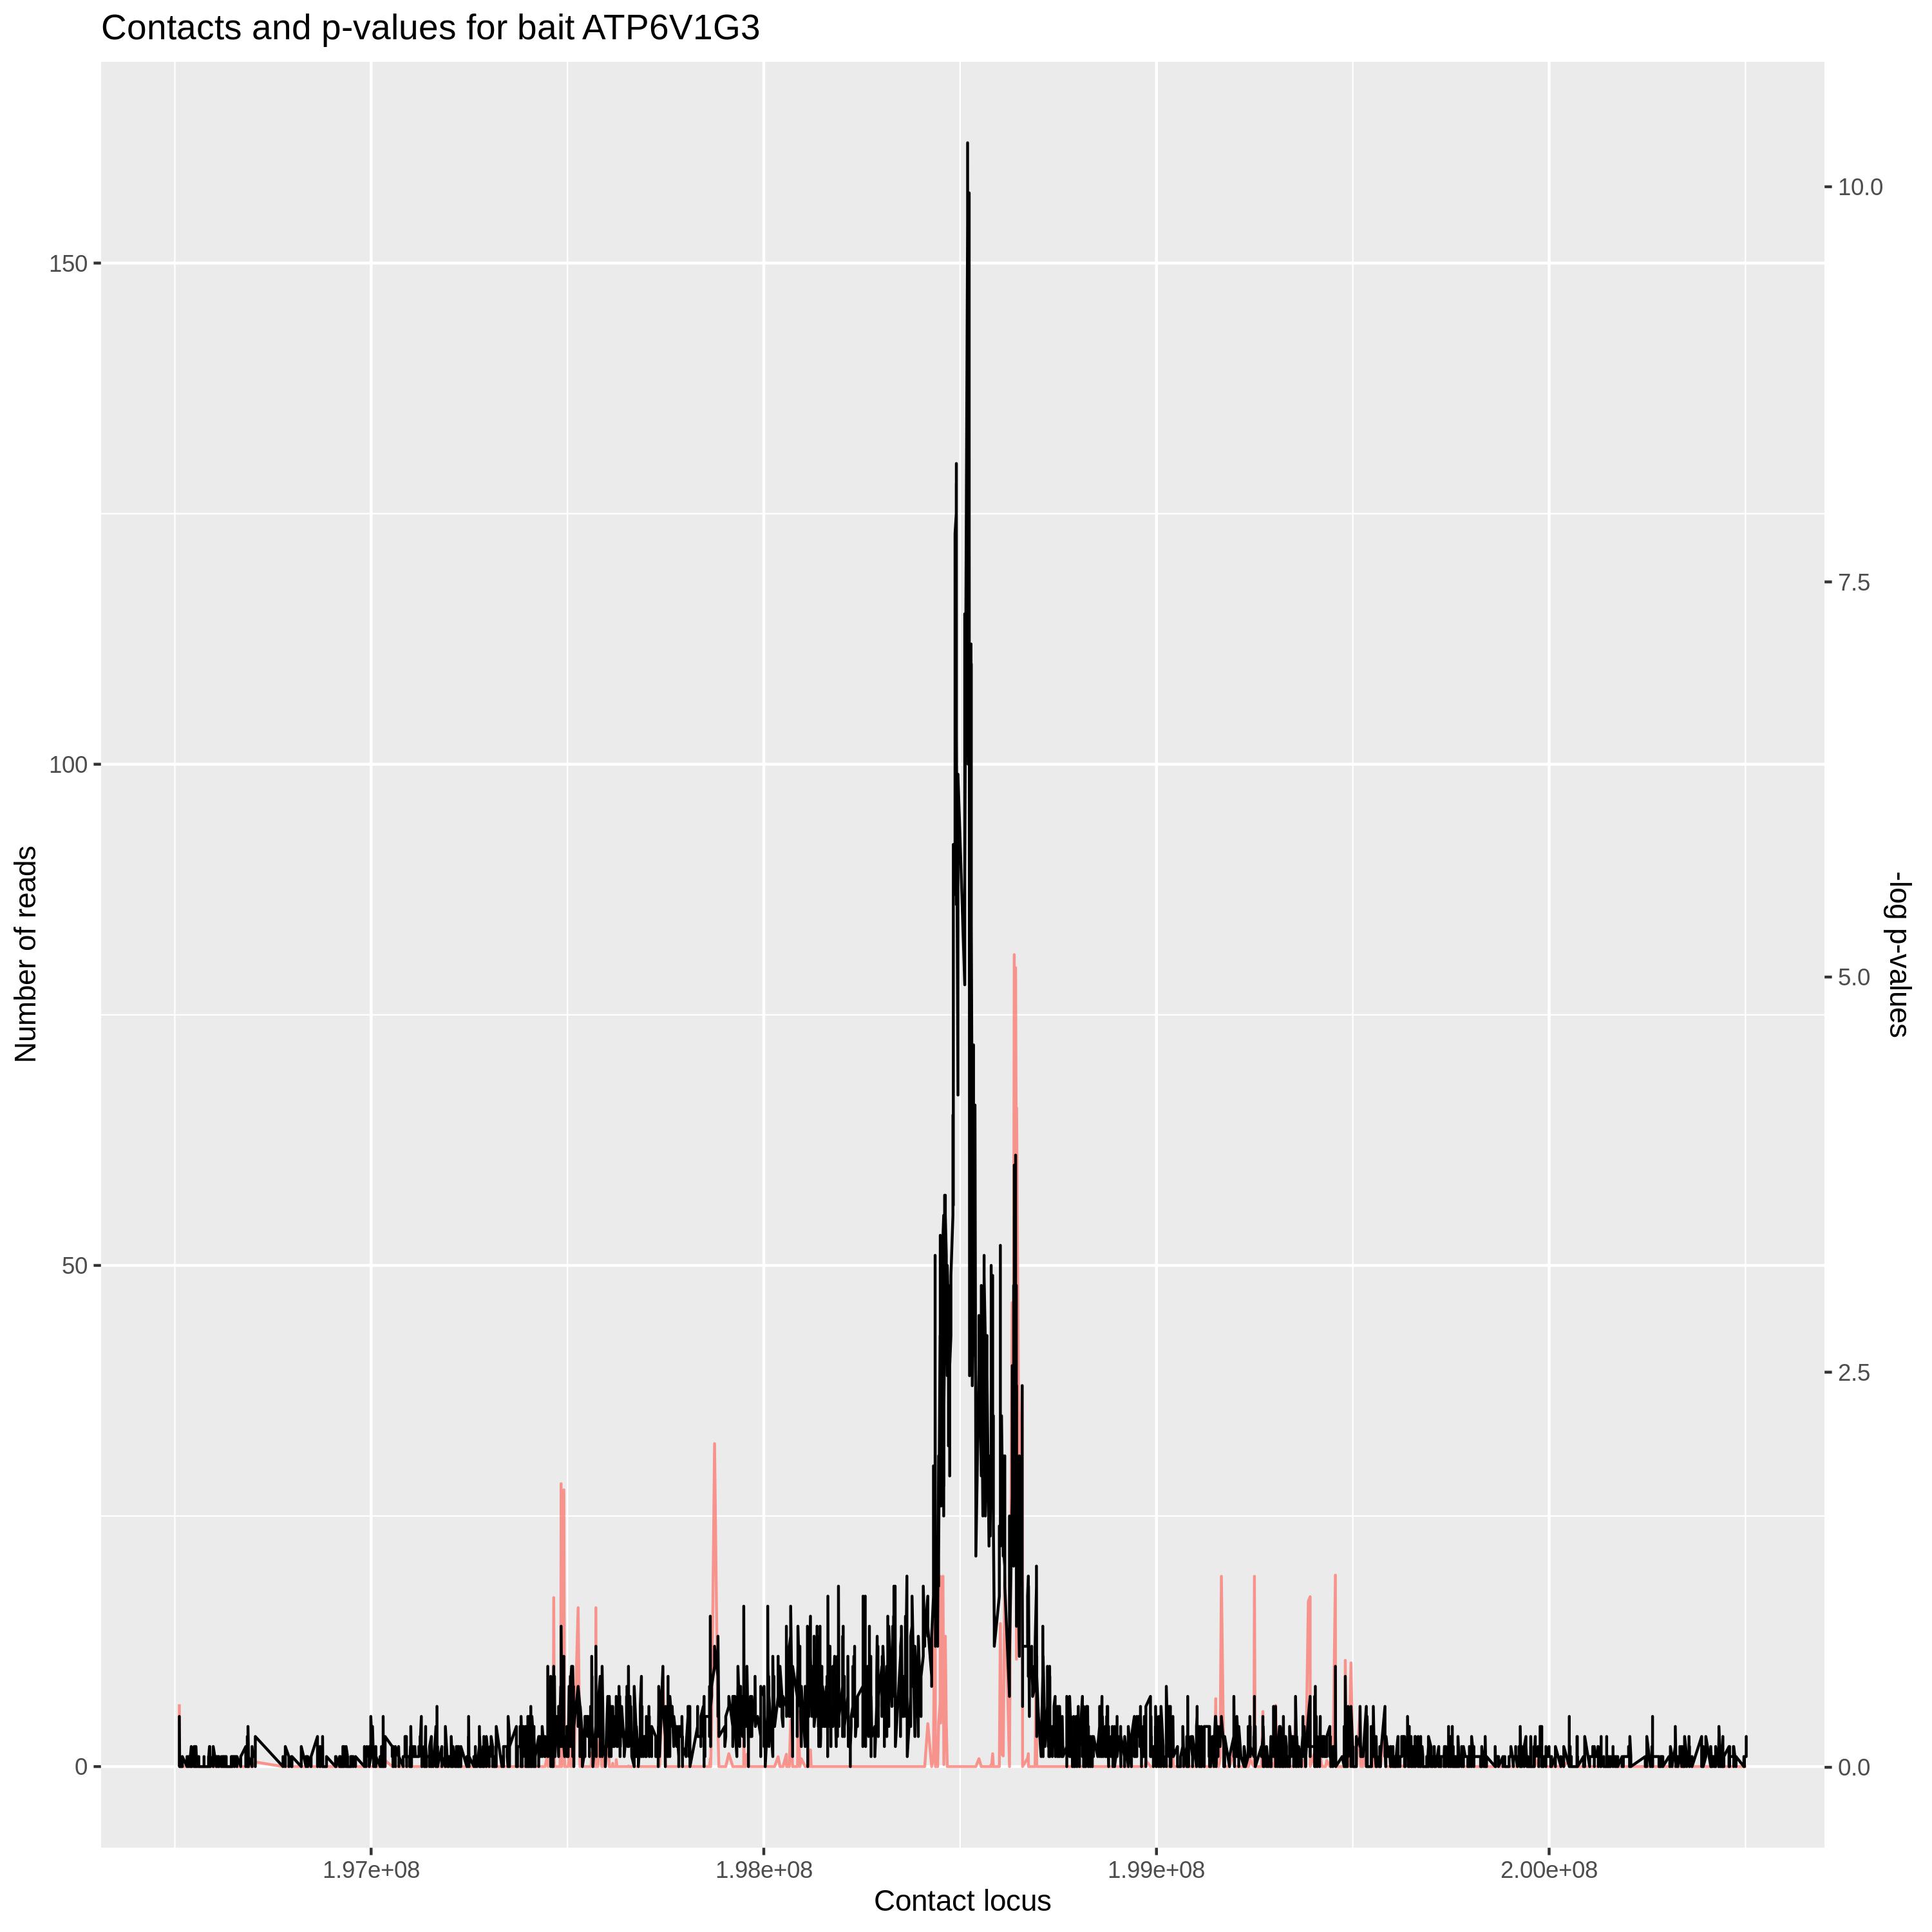 Contacts and p-values for bait ATP6V1G3
Number of reads
150
100
50
0
10.0
7.5
5.0
2.5
0.0
-log p-values
1.97e+08 1.98e+08 1.99e+08 2.00e+08
Contact locus